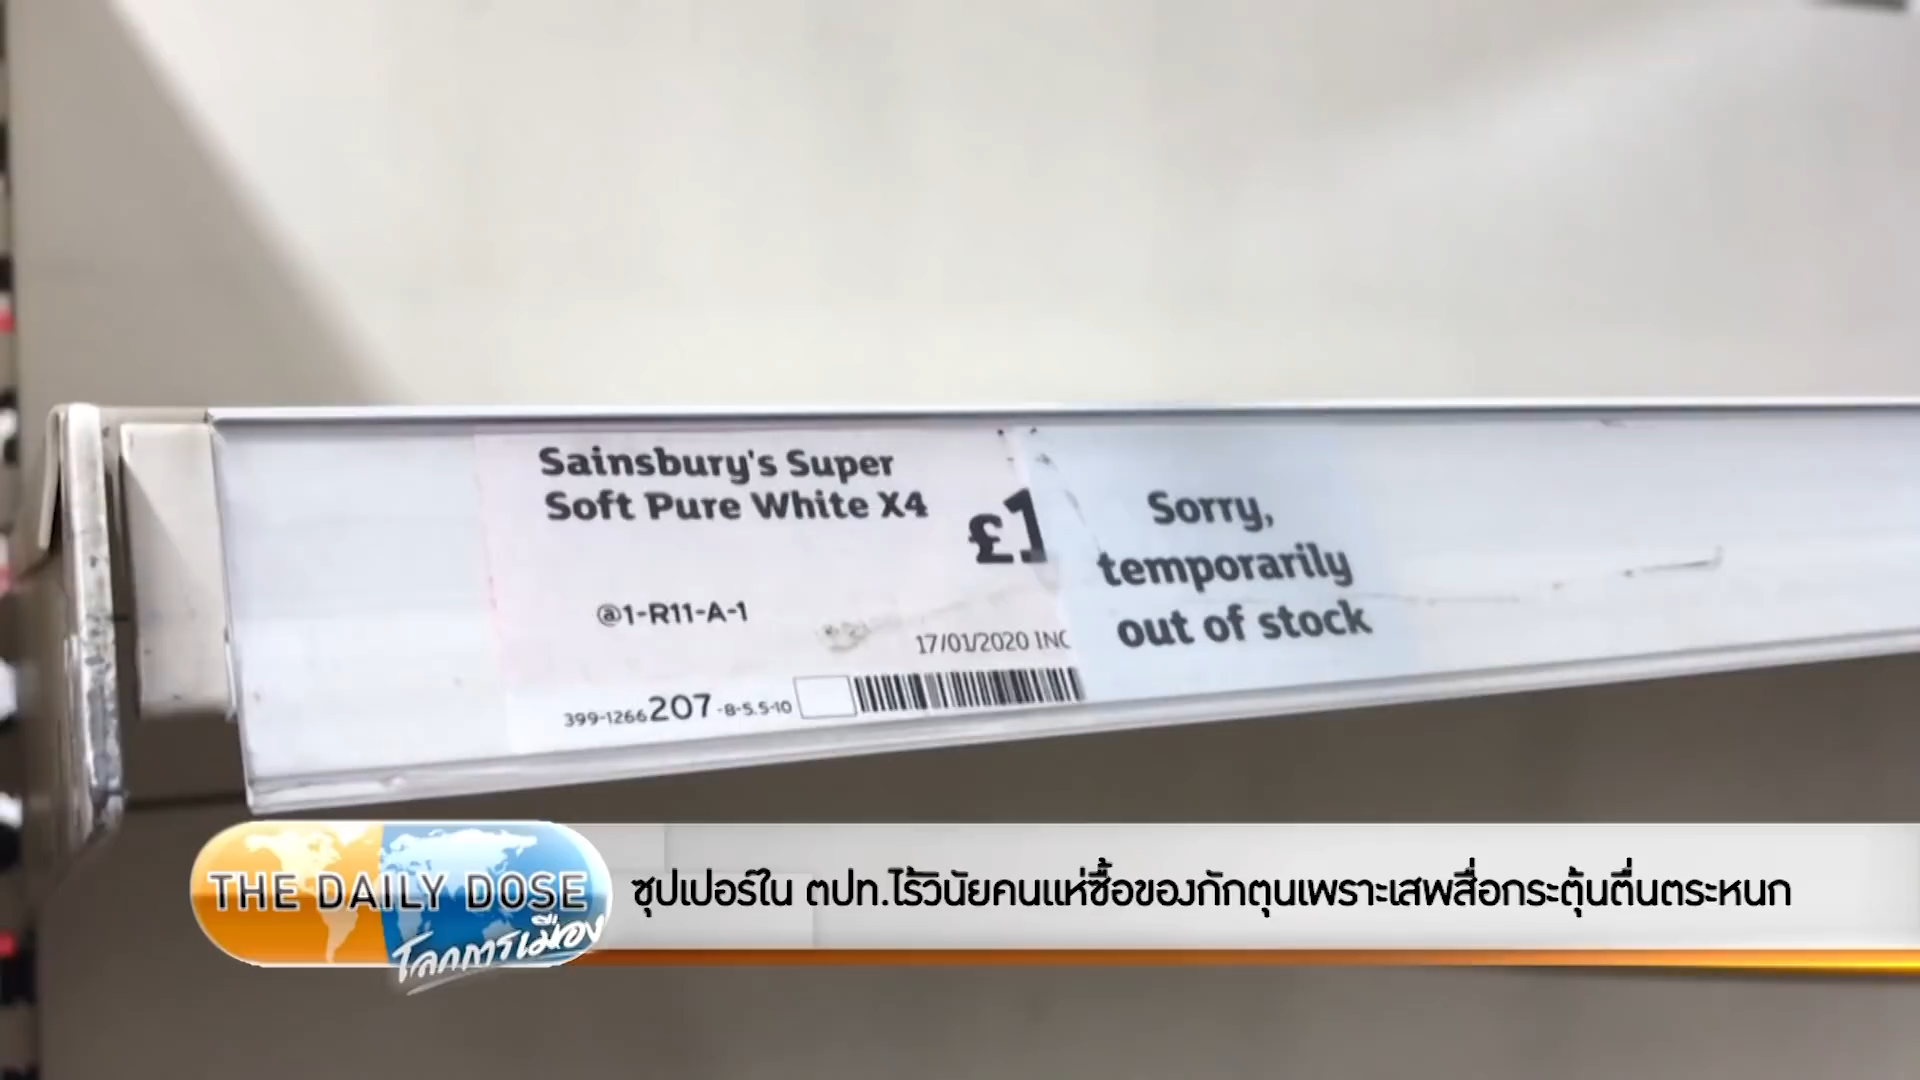 Sainsbury's Super
Soft Pure White X4
£1
@1-R11-A-1
17/01/2020 INC
399-1266207-8-5.5-10
Sorry,
temporarily
out of stock
THE DAILY DOSE
โลกการเมือง
ซุปเปอร์ใน ตปท.ไร้วินัยคนแห่ซื้อของกักตุนเพราะเสพสื่อกระตุ้นตื่นตระหนก